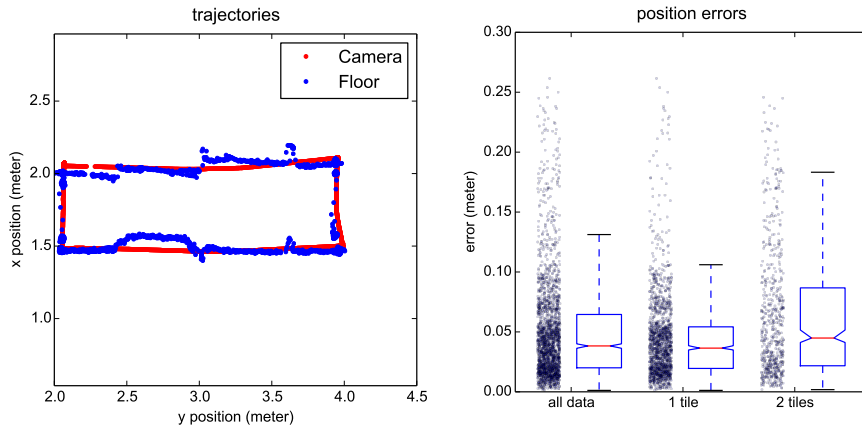 trajectories
Camera
Floor
x position (meter)
2.5
2.0
1.5
1.0
2.0 2.5 3.0 3.5 4.0 4.5
y position (meter)
position errors
error (meter)
0.30
0.25
0.20
0.15
0.10
0.05
0.00
all data 1 tile 2 tiles